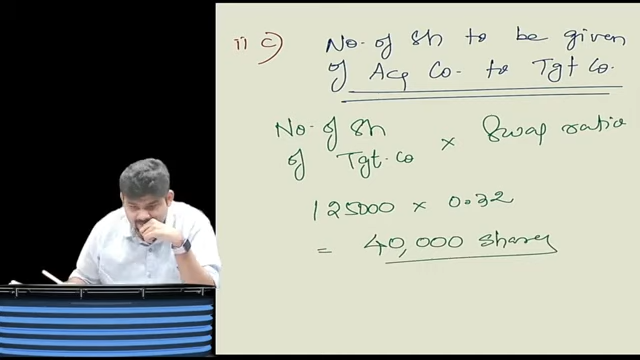 11 c) No. of Sh to be given
of Acq Co. to Tgt Co.
No. of Sh
of Tgt. Co × Swap ratio
125000 × 0.32
= 40,000 Shares